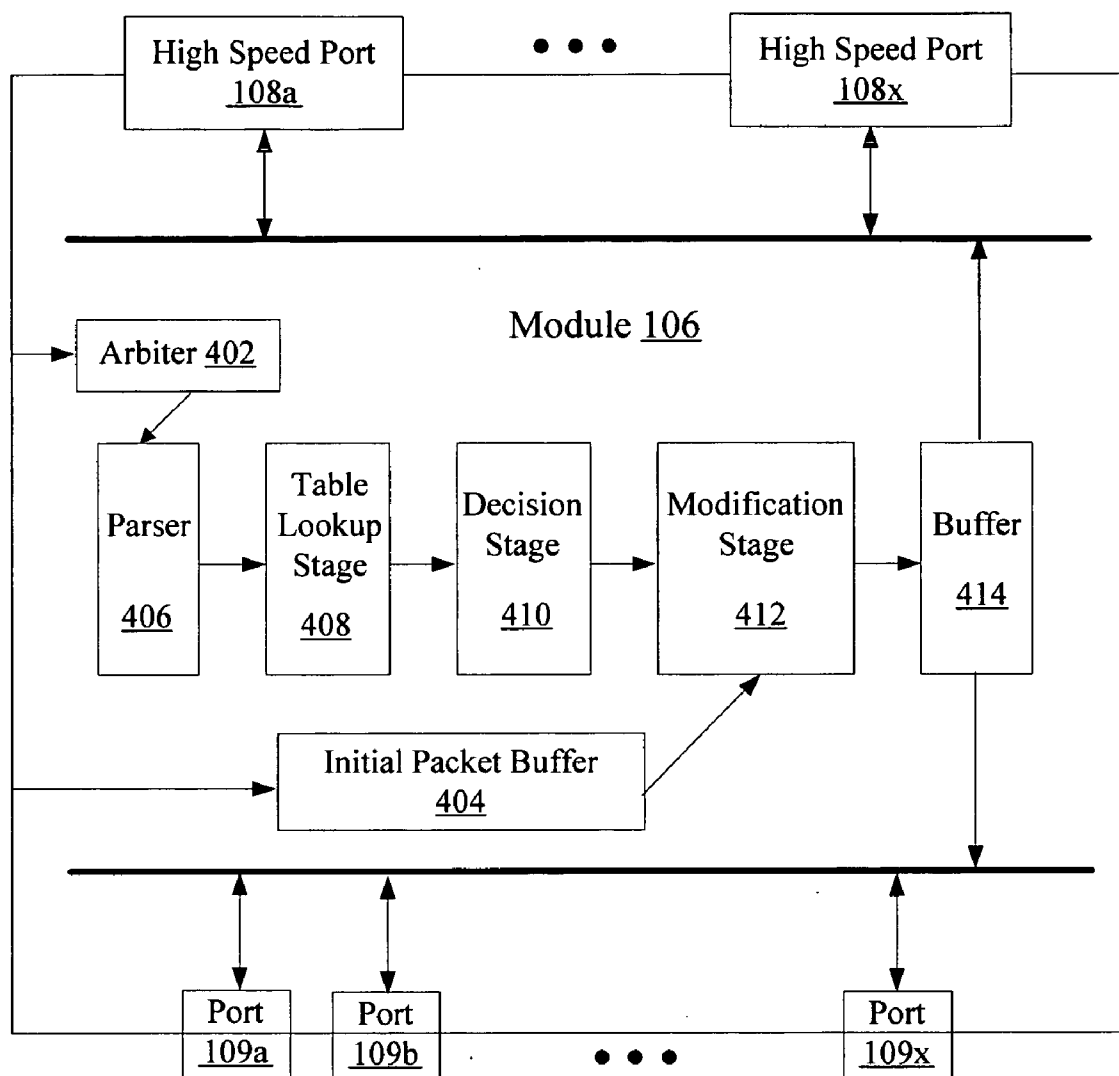 High Speed Port
108a
High Speed Port
108x
Module 106
Arbiter 402
Parser
406
Table
Lookup
Stage
408
Decision
Stage
410
Modification
Stage
412
Buffer
414
Initial Packet Buffer
404
Port
109a
Port
109b
Port
109x